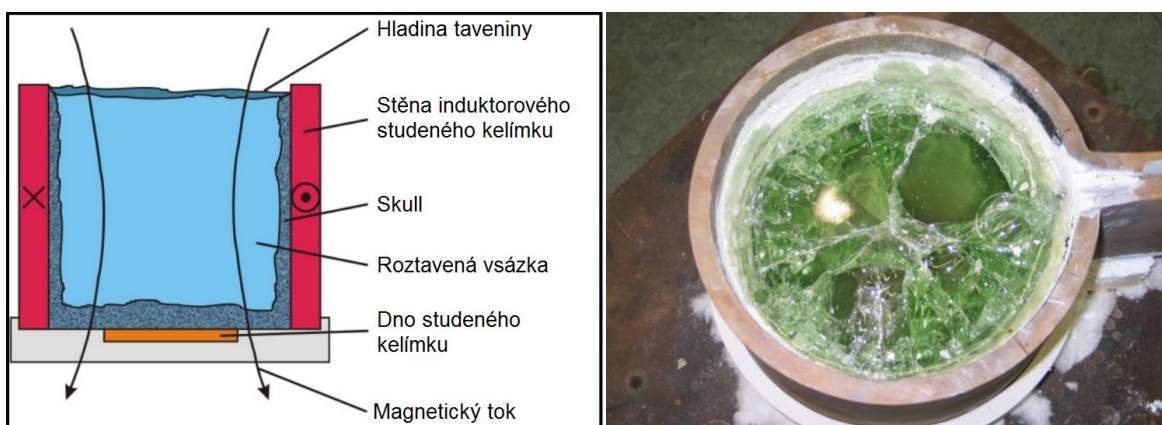 Hladina taveniny
Stěna induktorového
studeného kelímku
Skull
Roztavená vsázka
Dno studeného
kelímku
Magnetický tok